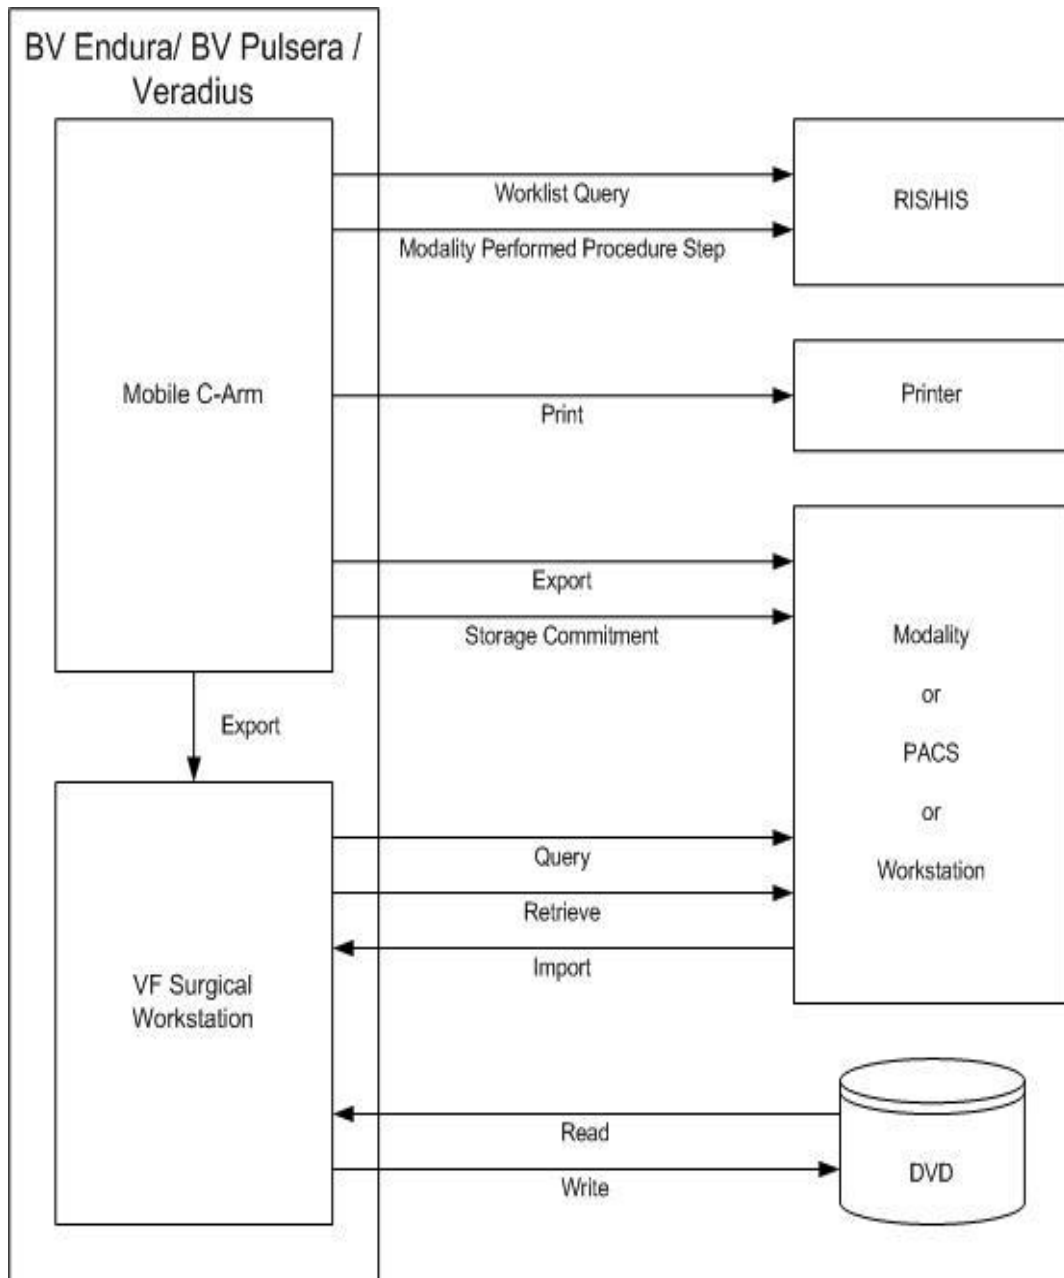 BV Endura/ BV Pulsera /
Veradius
Worklist Query
RIS/HIS
Modality Performed Procedure Step
Mobile C-Arm
Printer
Print
Export
Storage Commitment
Modality
or
PACS
or
Workstation
Export
Query
Retrieve
Import
VF Surgical
Workstation
Read
Write
DVD